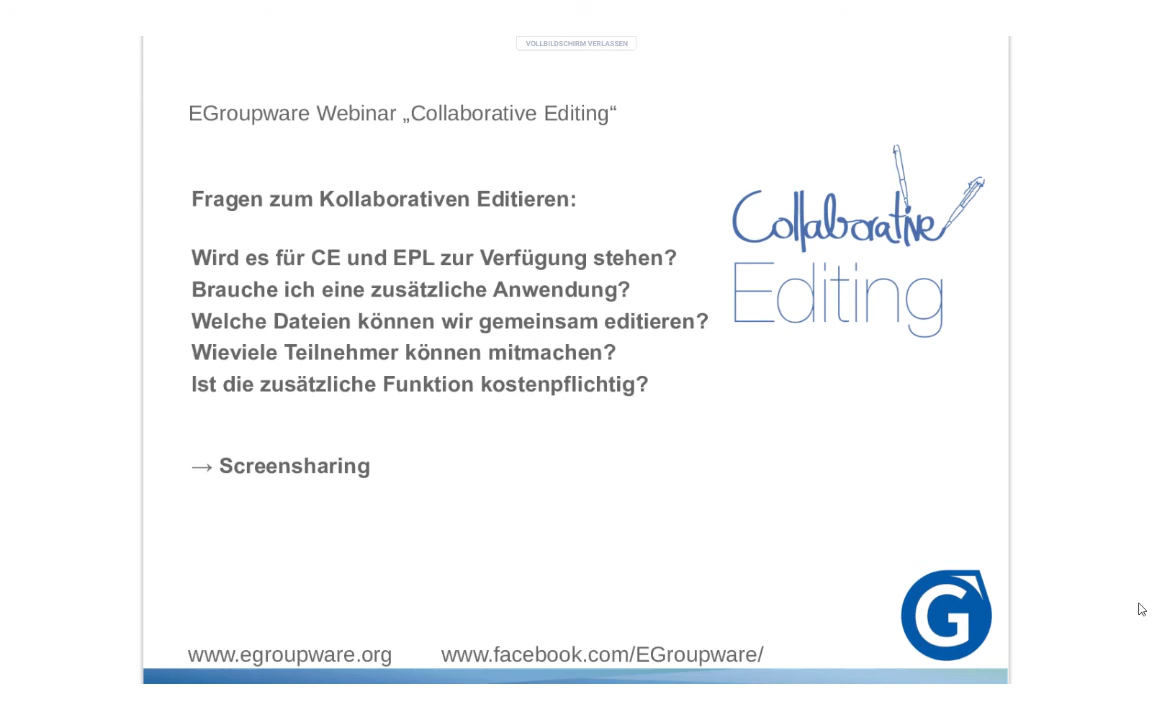 VOLLBILDSCHIRM VERLASSEN
EGroupware Webinar „Collaborative Editing“
Fragen zum Kollaborativen Editieren:
Wird es für CE und EPL zur Verfügung stehen?
Brauche ich eine zusätzliche Anwendung?
Welche Dateien können wir gemeinsam editieren?
Wieviele Teilnehmer können mitmachen?
Ist die zusätzliche Funktion kostenpflichtig?
→ Screensharing
Collaborative
Editing
G
www.egroupware.org www.facebook.com/EGroupware/